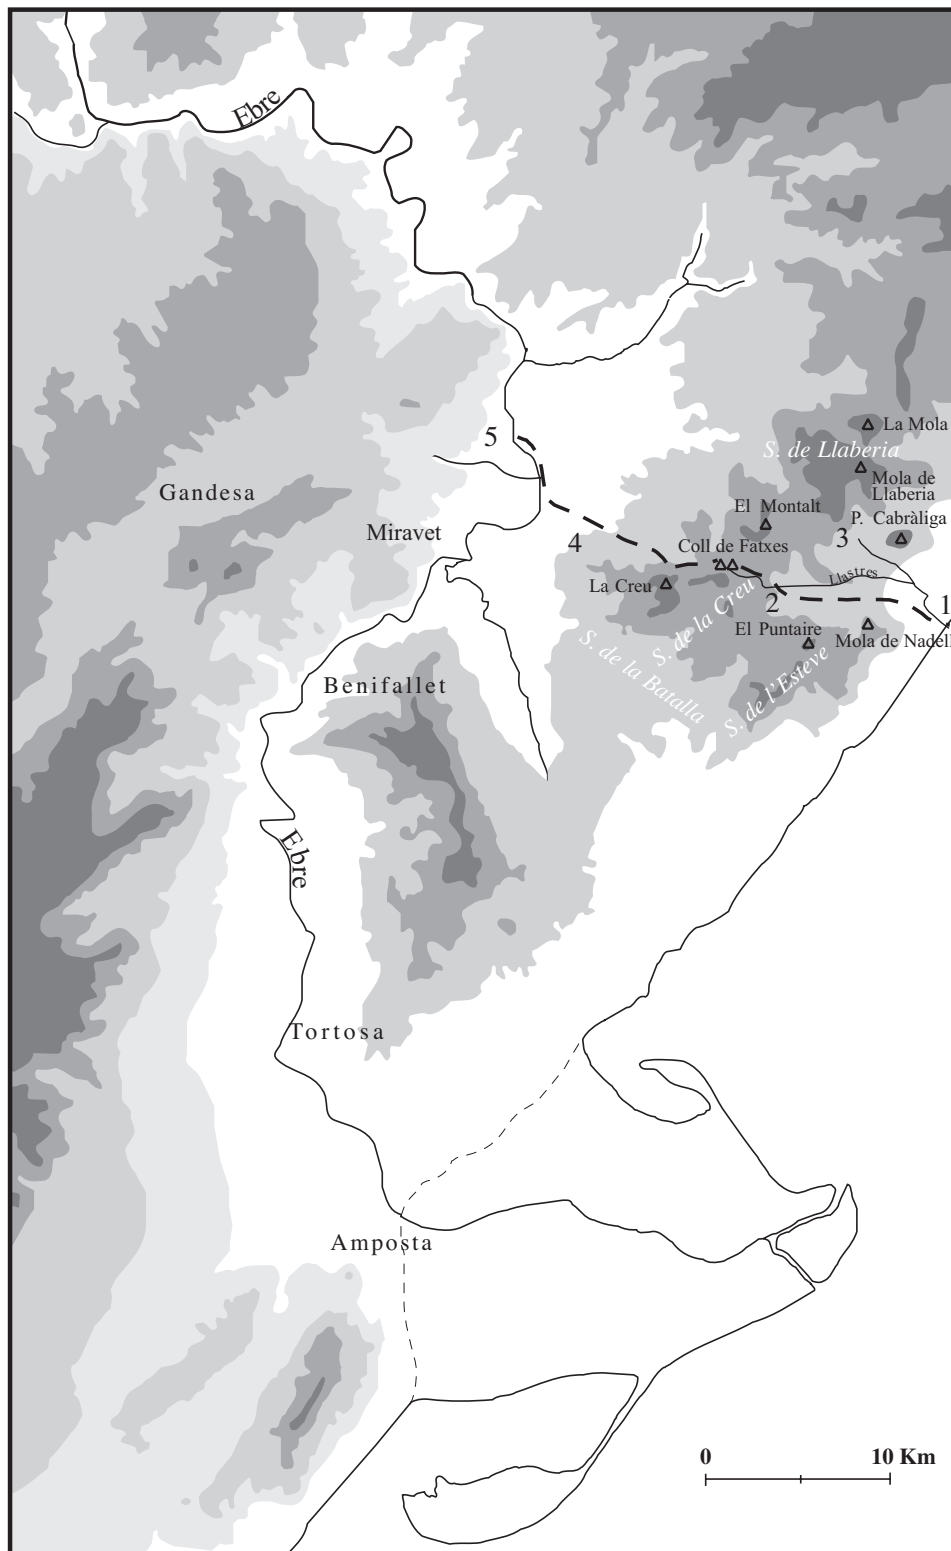 Ebre
La Mola
5
S. de Llaberia
Mola de
Llaberia
Gandesa
El Montalt
P. Cabràliga
Miravet
3
4
Coll de Fatxes
Llastres
La Creu
2
1
S. de la Creu
El Puntaire
Mola de Nadell
S. de la Batalla
S. de l'Esteve
Benifallet
Ebre
Tortosa
Amposta
0 10 Km